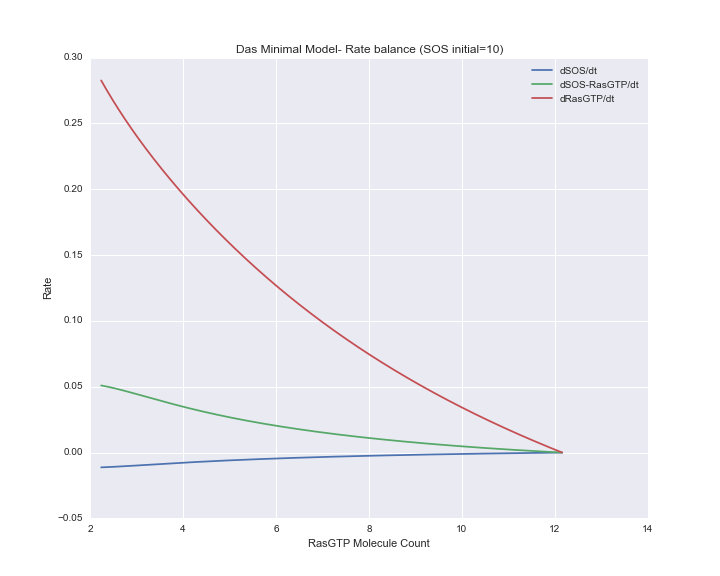 Das Minimal Model- Rate balance (SOS initial=10)
0.30
0.25
0.20
0.15
0.10
0.05
0.00
−0.05
Rate
dSOS/dt
dSOS-RasGTP/dt
dRasGTP/dt
2 4 6 8 10 12 14
RasGTP Molecule Count